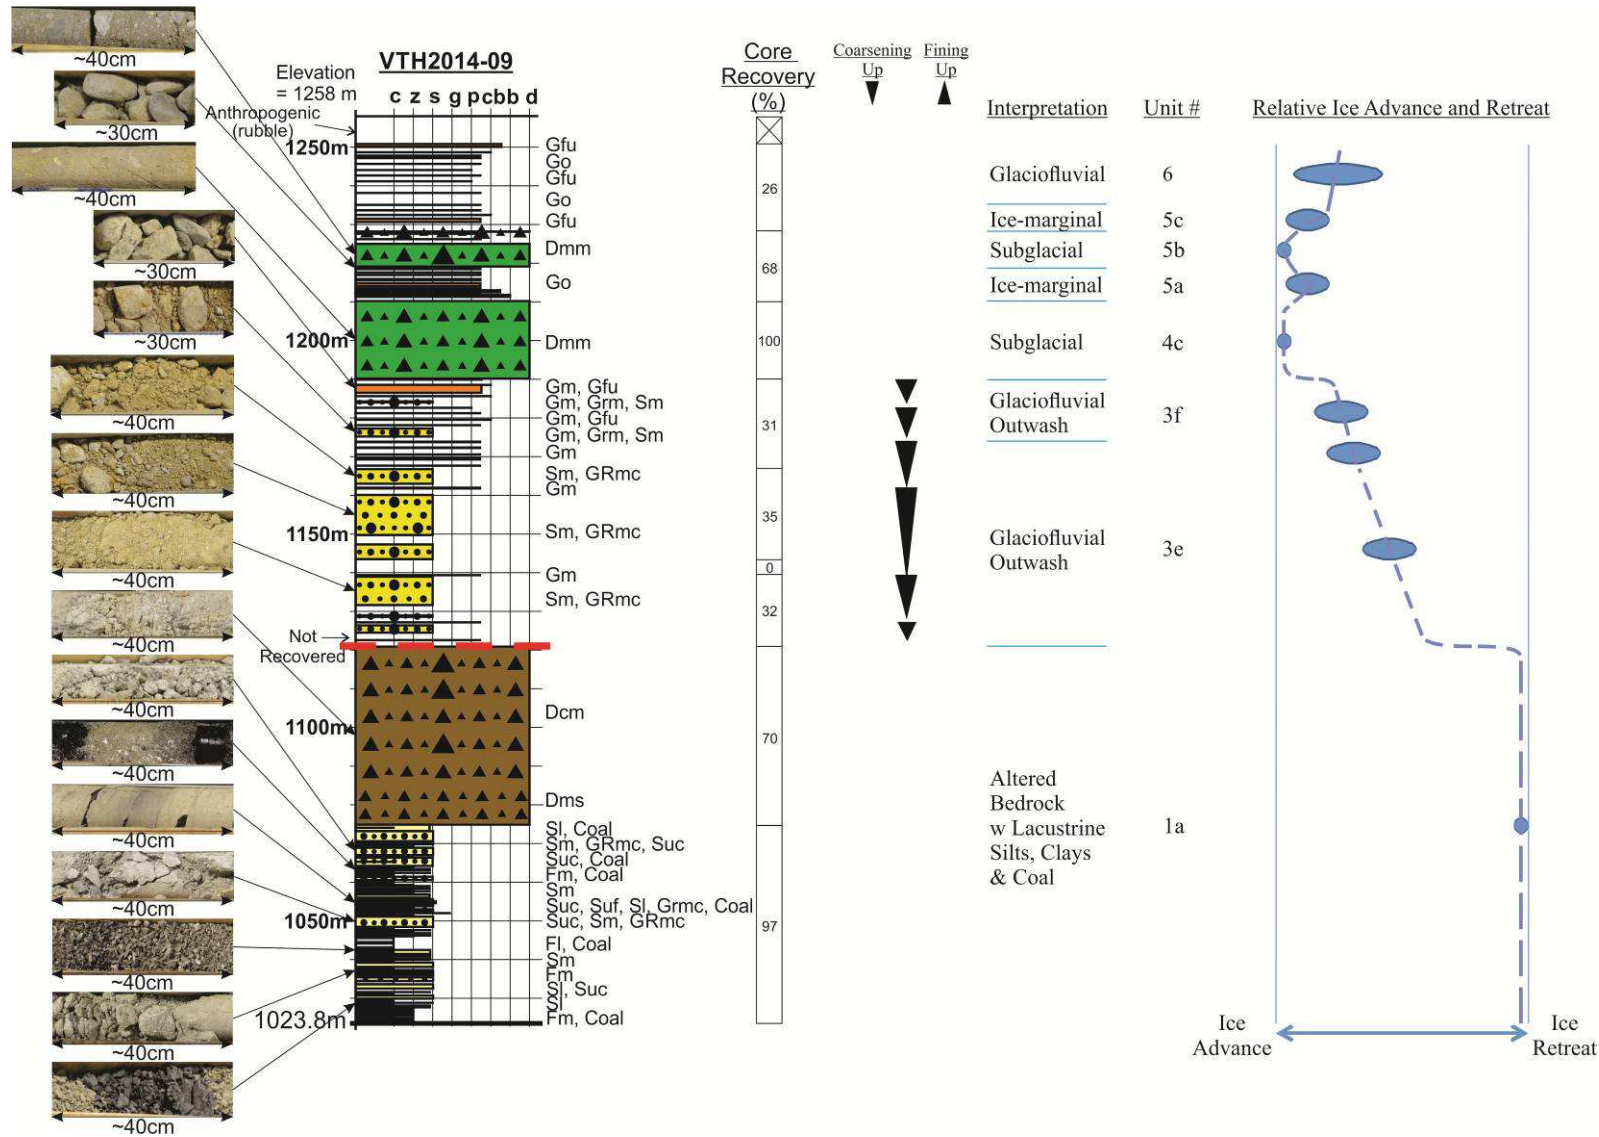 ~40cm
~30cm
~40cm
~30cm
~30cm
~40cm
~40cm
~40cm
~40cm
~40cm
~40cm
~40cm
~40cm
~40cm
~40cm
~40cm
VTH2014-09
Elevation
= 1258 m
c z s g p cb b d
Anthropogenic
(rubble)
1250m
1200m
1150m
Not
Recovered
1100m
1050m
1023.8m
Gfu
Go
Gfu
Go
Gfu
Dmm
Go
Dmm
Gm, Gfu
Gm, Grm, Sm
Gm, Gfu
Gm, Grm, Sm
Gm
Sm, GRmc
Gm
Sm, GRmc
Gm
Sm, GRmc
Dcm
Dms
Sl, Coal
Sm, GRmc, Suc
Suc, Coal
Fm, Coal
Sm
Suc, Suf, Sl, Grmc, Coal
Suc, Sm, GRmc
Fl, Coal
Sm
Fm
Sl, Suc
Sl
Fm, Coal
Core
Recovery
(%)
26
68
100
31
35
0
32
70
97
Coarsening
Up
Fining
Up
Interpretation
Unit #
Relative Ice Advance and Retreat
Glaciofluvial
6
Ice-marginal
5c
Subglacial
5b
Ice-marginal
5a
Subglacial
4c
Glaciofluvial
Outwash
3f
Glaciofluvial
Outwash
3e
Altered
Bedrock
w Lacustrine
Silts, Clays
& Coal
1a
Ice
Advance
Ice
Retreat